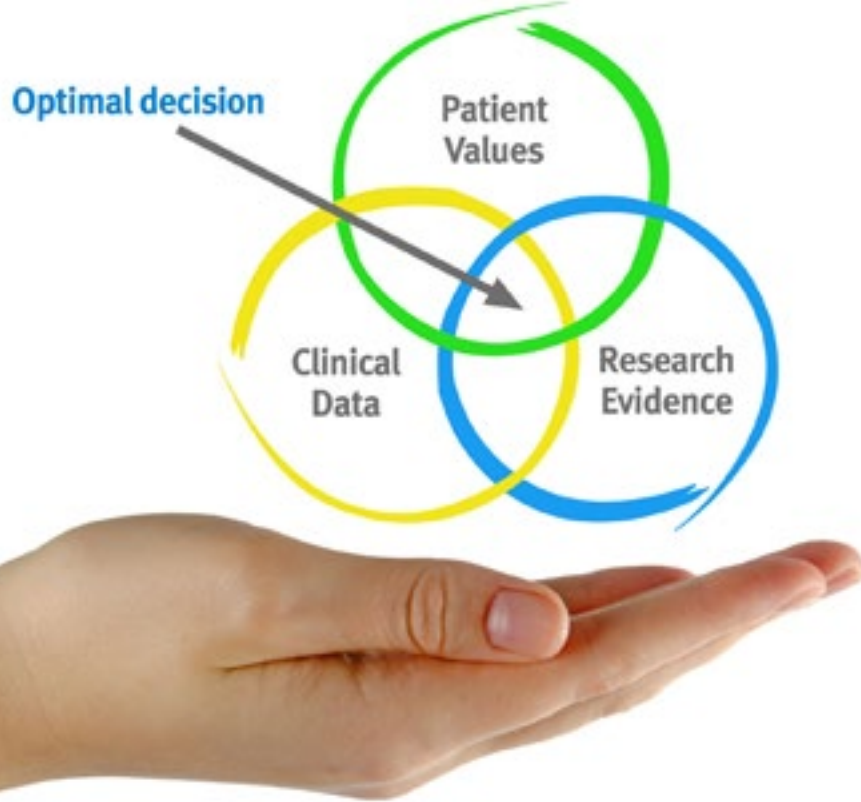 Optimal decision
Patient
Values
Clinical
Data
Research
Evidence